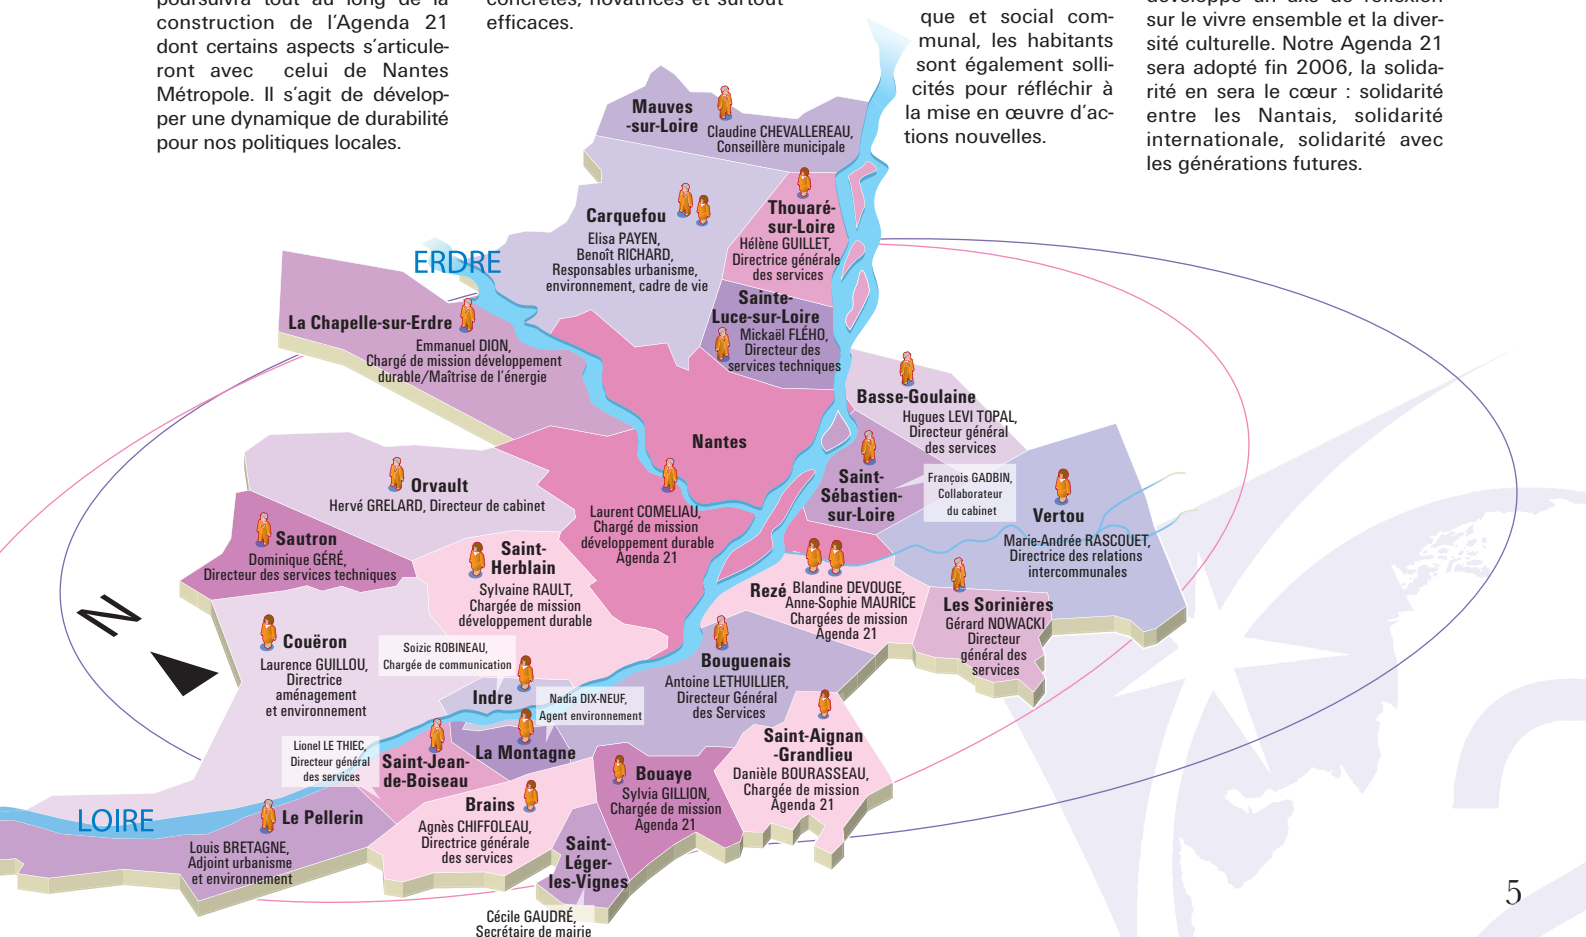 poursuivra tout au long de la
construction de l'Agenda 21
dont certains aspects s'articule-
ront avec celui de Nantes
Métropole. Il s'agit de dévelop-
per une dynamique de durabilité
pour nos politiques locales.
concrètes, novatrices et surtout
efficaces.
que et social com-
munal, les habitants
sont également solli-
cités pour réfléchir à
la mise en œuvre d'ac-
tions nouvelles.
développe un axe de réflexion
sur le vivre ensemble et la diver-
sité culturelle. Notre Agenda 21
sera adopté fin 2006, la solida-
rité en sera le cœur : solidarité
entre les Nantais, solidarité
internationale, solidarité avec
les générations futures.
Mauves
-sur-Loire
Claudine CHEVALLEREAU,
Conseillère municipale
Carquefou
Elisa PAYEN,
Benoît RICHARD,
Responsables urbanisme,
environnement, cadre de vie
Thouaré-
sur-Loire
Hélène GUILLET,
Directrice générale
des services
ERDRE
Sainte-
Luce-sur-Loire
Mickaël FLÉHO,
Directeur des
services techniques
La Chapelle-sur-Erdre
Emmanuel DION,
Chargé de mission développement
durable/Maîtrise de l'énergie
Basse-Goulaine
Hugues LEVI TOPAL,
Directeur général
des services
Nantes
Laurent COMELIAU,
Chargé de mission
développement durable
Agenda 21
Saint-
Sébastien-
sur-Loire
François GADBIN,
Collaborateur
du cabinet
Vertou
Marie-Andrée RASCOUET,
Directrice des relations
intercommunales
Orvault
Hervé GRELARD, Directeur de cabinet
Sautron
Dominique GÉRÉ,
Directeur des services techniques
Saint-
Herblain
Sylvaine RAULT,
Chargée de mission
développement durable
Rezé
Blandine DEVOUGE,
Anne-Sophie MAURICE
Chargées de mission
Agenda 21
Les Sorinières
Gérard NOWACKI
Directeur
général des
services
N
Couëron
Laurence GUILLOU,
Directrice
aménagement
et environnement
Soizic ROBINEAU,
Chargée de communication
Indre
Nadia DIX-NEUF,
Agent environnement
La Montagne
Bouguenais
Antoine LETHUILLIER,
Directeur Général
des Services
Saint-Aignan
-Grandlieu
Danièle BOURASSEAU,
Chargée de mission
Agenda 21
Lionel LE THIEC,
Directeur général
des services
Saint-Jean-
de-Boiseau
Bouaye
Sylvia GILLION,
Chargée de mission
Agenda 21
LOIRE
Le Pellerin
Louis BRETAGNE,
Adjoint urbanisme
et environnement
Brains
Agnès CHIFFOLEAU,
Directrice générale
des services
Saint-
Léger-
les-Vignes
Cécile GAUDRÉ,
Secrétaire de mairie
5